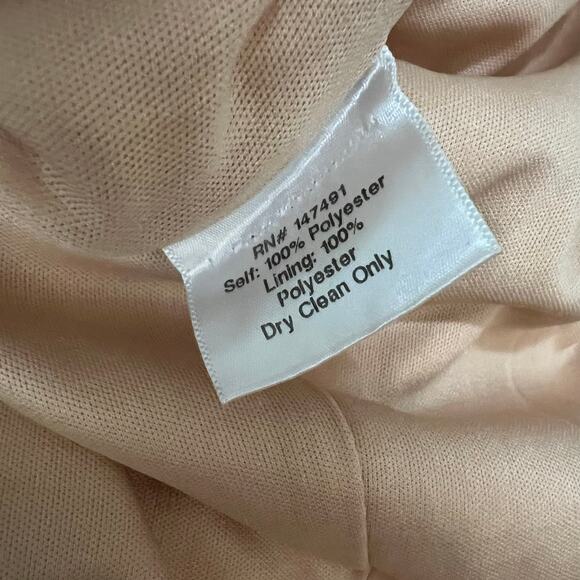 RN# 147491
Self: 100% Polyester
Lining: 100%
Polyester
Dry Clean Only